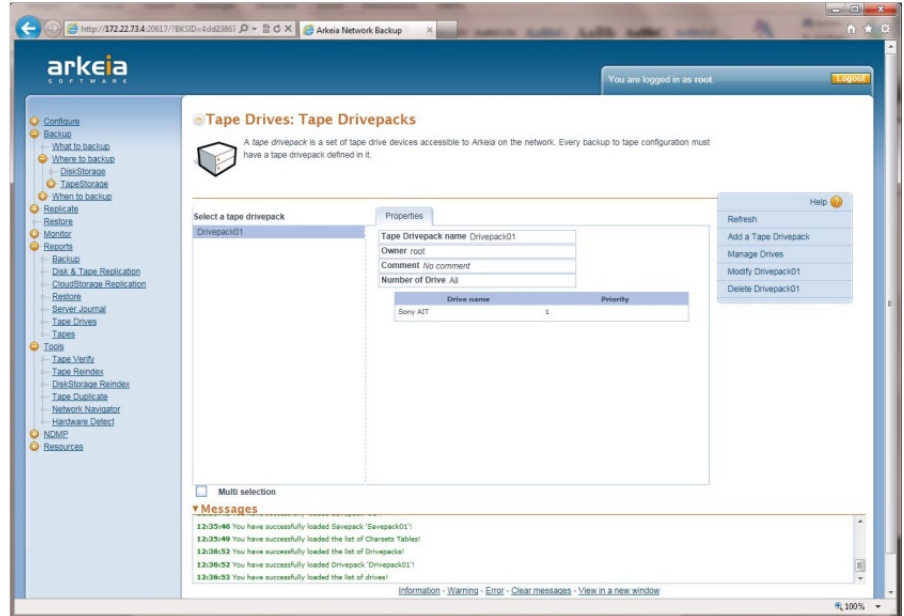 http://172.22.73.4:20617/?BKSID=4dd23867
Arkeia Network Backup
arkeia
SOFTWARE
You are logged in as root
Logout
Configure
Backup
What to backup
Where to backup
DiskStorage
TapeStorage
When to backup
Replicate
Restore
Monitor
Reports
Backup
Disk & Tape Replication
CloudStorage Replication
Restore
Server Journal
Tape Drives
Tapes
Tools
Tape Verify
Tape Reindex
DiskStorage Reindex
Tape Duplicate
Network Navigator
Hardware Detect
NDMP
Resources
Tape Drives: Tape Drivepacks
A tape drivepack is a set of tape drive devices accessible to Arkeia on the network. Every backup to tape configuration must
have a tape drivepack defined in it.
Select a tape drivepack
Drivepack01
Properties
Tape Drivepack name Drivepack01
Owner root
Comment No comment
Number of Drive All
Drive name Priority
Sony AIT 1
Help
Refresh
Add a Tape Drivepack
Manage Drives
Modify Drivepack01
Delete Drivepack01
Multi selection
Messages
12:35:46 You have successfully loaded Savepack 'Savepack01'!
12:35:49 You have successfully loaded the list of Charsets Tables!
12:36:52 You have successfully loaded the list of Drivepacks!
12:36:52 You have successfully loaded Drivepack 'Drivepack01'!
12:36:53 You have successfully loaded the list of drives!
Information - Warning - Error - Clear messages - View in a new window
100%